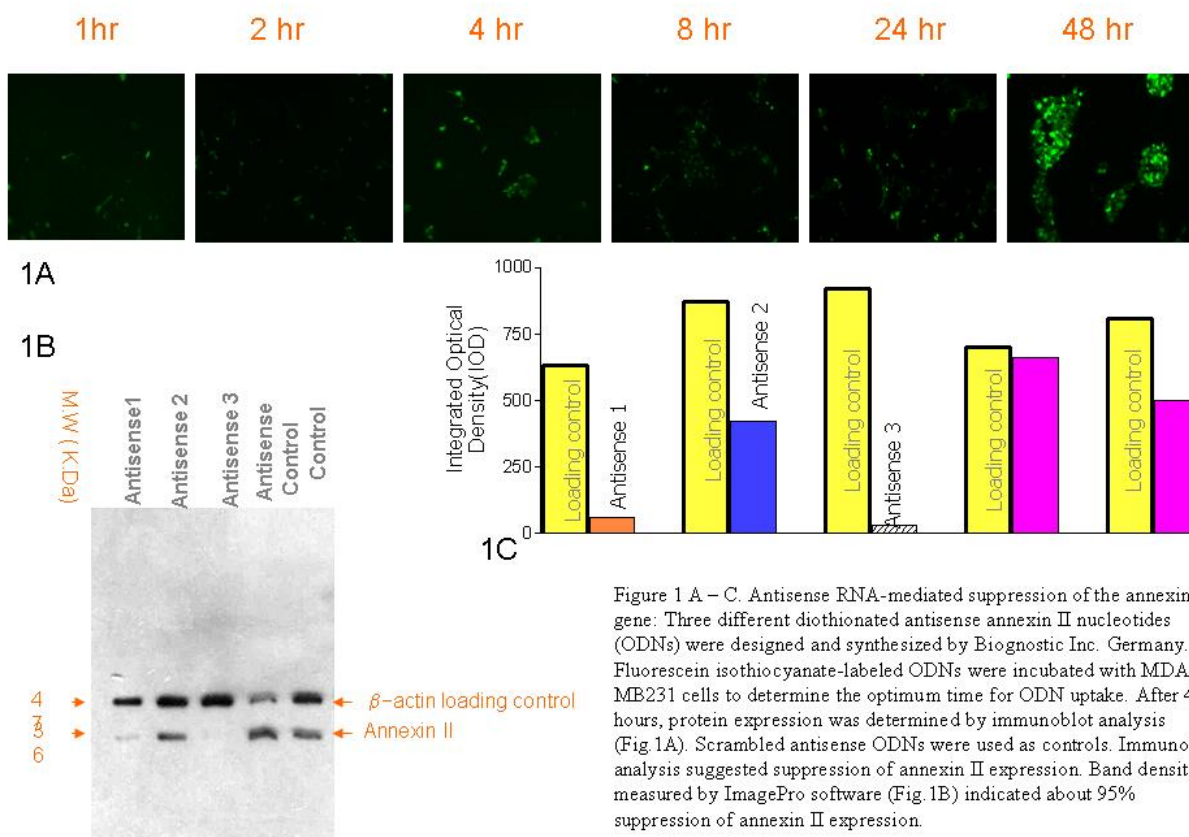 1hr 2 hr 4 hr 8 hr 24 hr 48 hr
1A
1B
M.W (K.Da)
Antisense1
Antisense 2
Antisense 3
Antisense
Control
Control
4
7
3
6
β-actin loading control
Annexin II
1C
Integrated Optical
Density(IOD)
1000
750
500
250
0
Loading control
Antisense 1
Loading control
Antisense 2
Loading control
Antisense 3
Loading control
Loading control
Figure 1 A – C. Antisense RNA-mediated suppression of the annexin
gene: Three different diothionated antisense annexin II nucleotides
(ODNs) were designed and synthesized by Biognostic Inc. Germany.
Fluorescein isothiocyanate-labeled ODNs were incubated with MDA
MB231 cells to determine the optimum time for ODN uptake. After 4
hours, protein expression was determined by immunoblot analysis
(Fig.1A). Scrambled antisense ODNs were used as controls. Immuno
analysis suggested suppression of annexin II expression. Band densit
measured by ImagePro software (Fig.1B) indicated about 95%
suppression of annexin II expression.